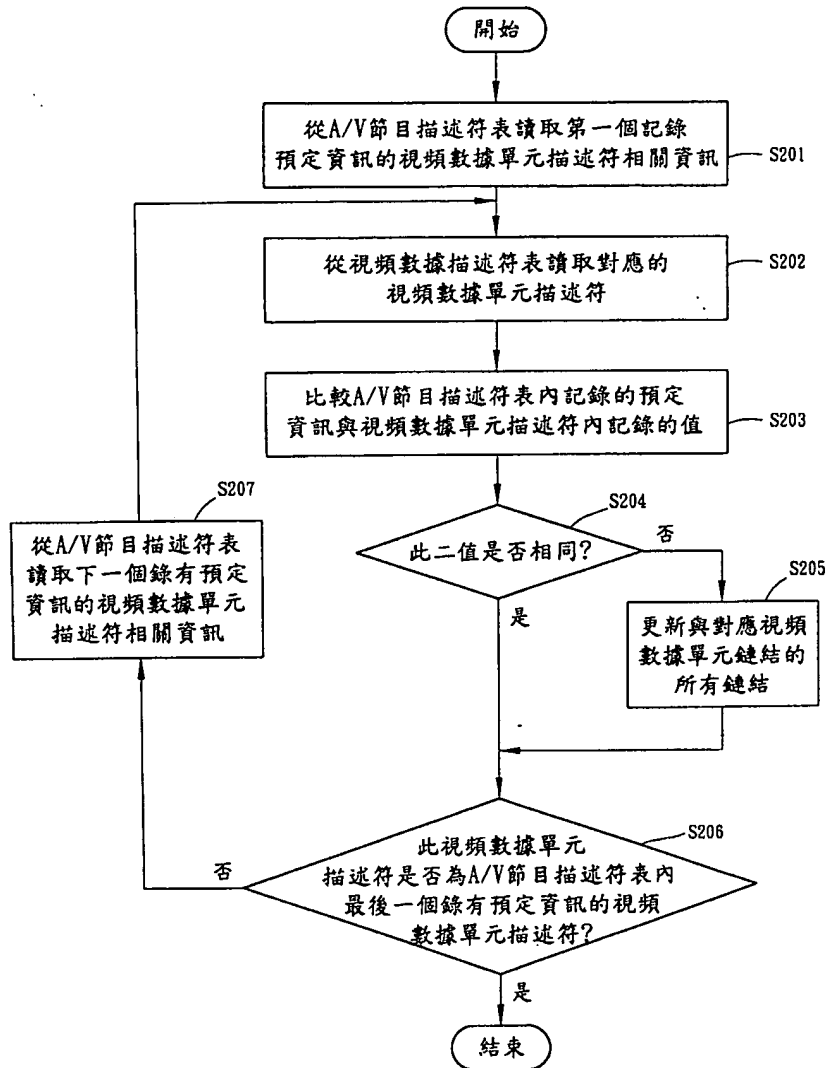 開始
從A/V節目描述符表讀取第一個記錄
預定資訊的視頻數據單元描述符相關資訊
S201
從視頻數據描述符表讀取對應的
視頻數據單元描述符
S202
比較A/V節目描述符表內記錄的預定
資訊與視頻數據單元描述符內記錄的值
S203
S204
此二值是否相同?
否
是
S205
更新與對應視頻
數據單元鏈結的
所有鏈結
S207
從A/V節目描述符表
讀取下一個錄有預定
資訊的視頻數據單元
描述符相關資訊
S206
此視頻數據單元
描述符是否為A/V節目描述符表內
最後一個錄有預定資訊的視頻
數據單元描述符?
否
是
結束